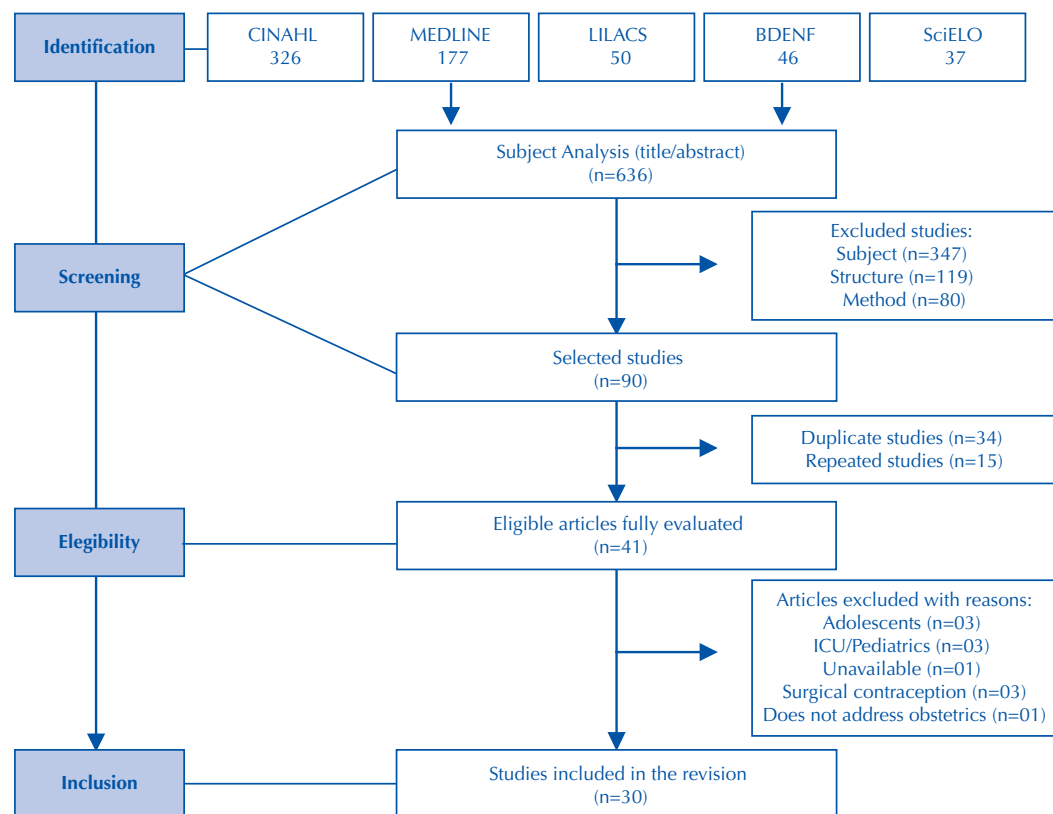 Identification
CINAHL
326
MEDLINE
177
LILACS
50
BDENF
46
SciELO
37
Subject Analysis (title/abstract)
(n=636)
Screening
Excluded studies:
Subject (n=347)
Structure (n=119)
Method (n=80)
Selected studies
(n=90)
Duplicate studies (n=34)
Repeated studies (n=15)
Elegibility
Eligible articles fully evaluated
(n=41)
Articles excluded with reasons:
Adolescents (n=03)
ICU/Pediatrics (n=03)
Unavailable (n=01)
Surgical contraception (n=03)
Does not address obstetrics (n=01)
Inclusion
Studies included in the revision
(n=30)